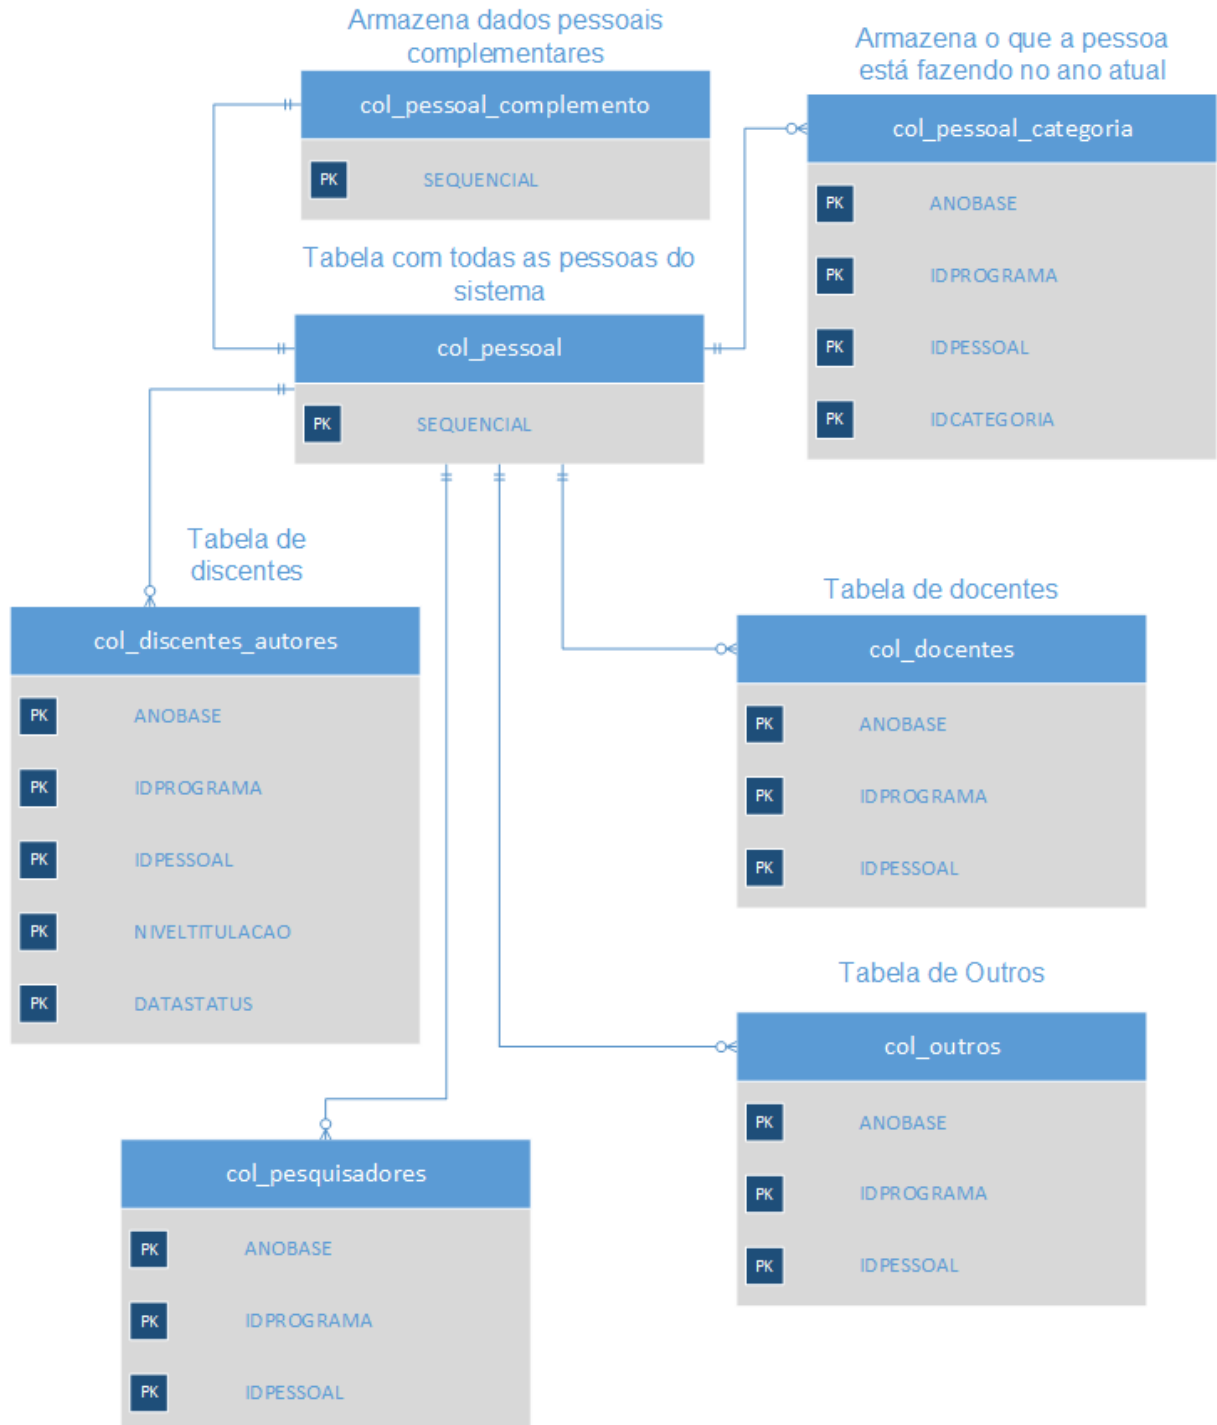 Armazena dados pessoais
complementares
col_pessoal_complemento
PK SEQUENCIAL
Armazena o que a pessoa
está fazendo no ano atual
col_pessoal_categoria
PK ANOBASE
PK IDPROGRAMA
PK IDPESSOAL
PK IDCATEGORIA
Tabela com todas as pessoas do
sistema
col_pessoal
PK SEQUENCIAL
Tabela de
discentes
col_discentes_autores
PK ANOBASE
PK IDPROGRAMA
PK IDPESSOAL
PK NIVELTITULACAO
PK DATASTATUS
Tabela de docentes
col_docentes
PK ANOBASE
PK IDPROGRAMA
PK IDPESSOAL
Tabela de Outros
col_outros
PK ANOBASE
PK IDPROGRAMA
PK IDPESSOAL
col_pesquisadores
PK ANOBASE
PK IDPROGRAMA
PK IDPESSOAL